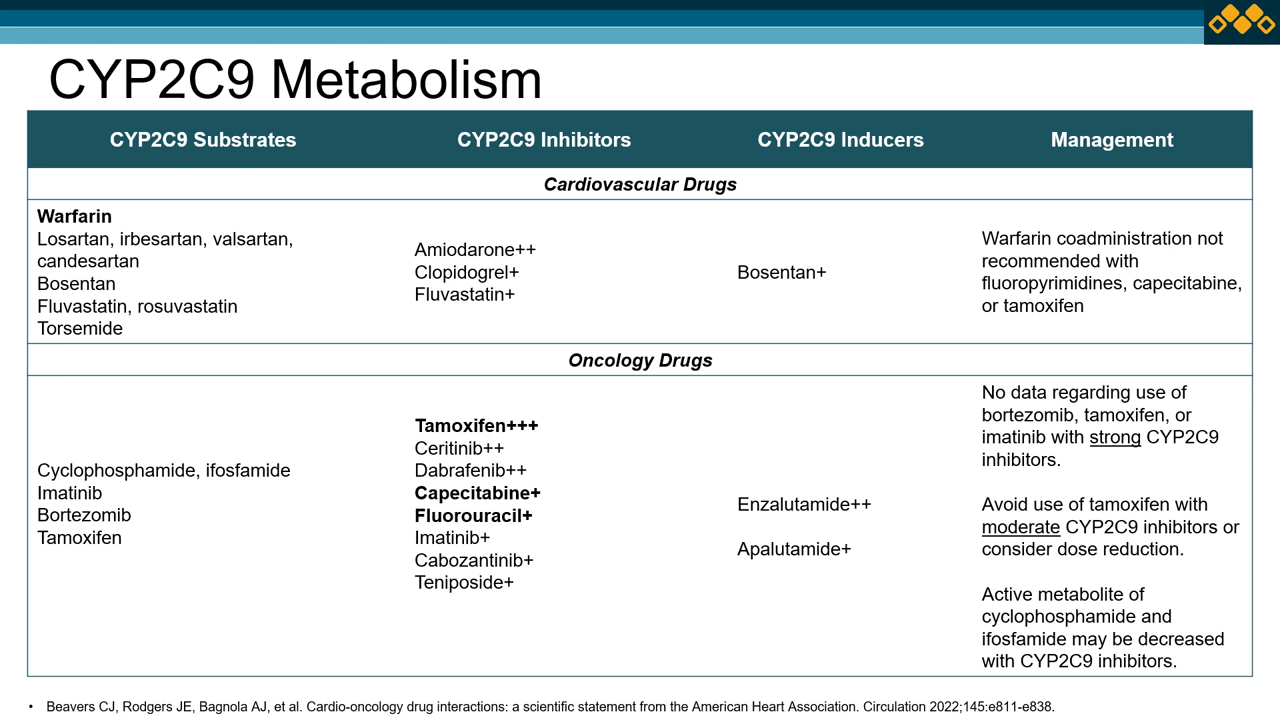 CYP2C9 Metabolism
CYP2C9 Substrates
CYP2C9 Inhibitors
CYP2C9 Inducers
Management
Cardiovascular Drugs
Warfarin
Losartan, irbesartan, valsartan,
candesartan
Bosentan
Fluvastatin, rosuvastatin
Torsemide
Amiodarone++
Clopidogrel+
Fluvastatin+
Bosentan+
Warfarin coadministration not
recommended with
fluoropyrimidines, capecitabine,
or tamoxifen
Oncology Drugs
Cyclophosphamide, ifosfamide
Imatinib
Bortezomib
Tamoxifen
Tamoxifen+++
Ceritinib++
Dabrafenib++
Capecitabine+
Fluorouracil+
Imatinib+
Cabozantinib+
Teniposide+
Enzalutamide++
Apalutamide+
No data regarding use of
bortezomib, tamoxifen, or
imatinib with strong CYP2C9
inhibitors.
Avoid use of tamoxifen with
moderate CYP2C9 inhibitors or
consider dose reduction.
Active metabolite of
cyclophosphamide and
ifosfamide may be decreased
with CYP2C9 inhibitors.
• Beavers CJ, Rodgers JE, Bagnola AJ, et al. Cardio-oncology drug interactions: a scientific statement from the American Heart Association. Circulation 2022;145:e811-e838.